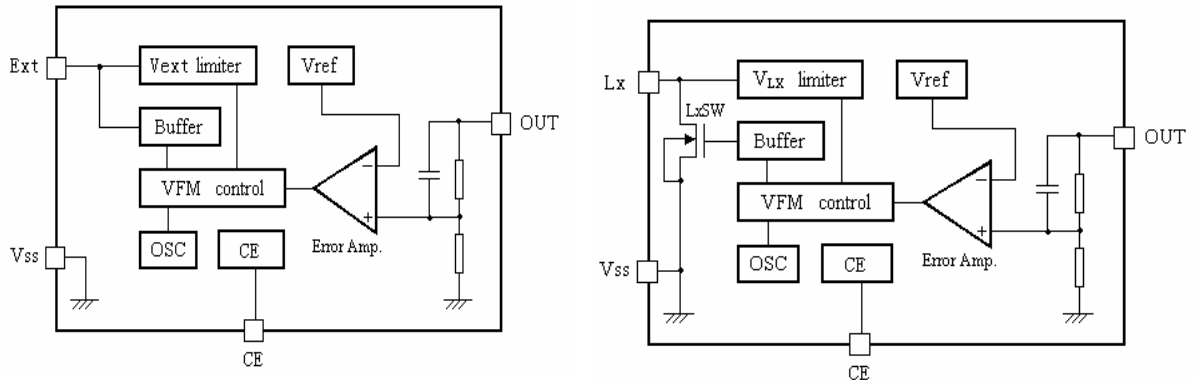 Ext
Vext limiter
Vref
Buffer
OUT
−
VFM control
+
OSC
CE
Error Amp.
Vss
CE
Lx
VLX limiter
Vref
LxSW
Buffer
OUT
−
VFM control
+
OSC
CE
Error Amp.
Vss
CE